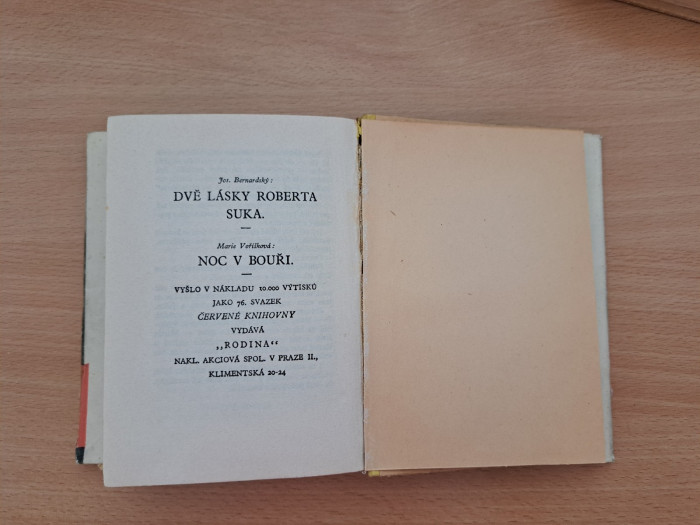 Jos. Bernardský:
DVĚ LÁSKY ROBERTA
SUKA.
Marie Voříšková:
NOC V BOUŘI.
VYŠLO V NÁKLADU 10.000 VÝTISKŮ
JAKO 76. SVAZEK
ČERVENÉ KNIHOVNY
VYDÁVÁ
„RODINA“
NAKL. AKCIOVÁ SPOL. V PRAZE II.,
KLIMENTSKÁ 20-24